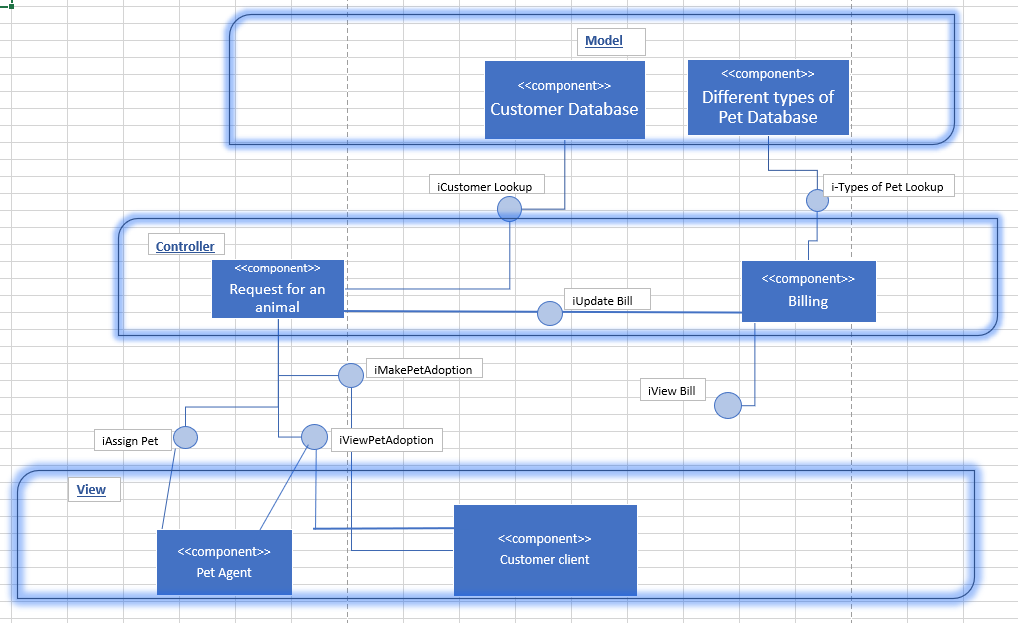 Model
<<component>>
Customer Database
<<component>>
Different types of
Pet Database
iCustomer Lookup
i-Types of Pet Lookup
Controller
<<component>>
Request for an
animal
iUpdate Bill
<<component>>
Billing
iMakePetAdoption
iView Bill
iAssign Pet
iViewPetAdoption
View
<<component>>
Pet Agent
<<component>>
Customer client